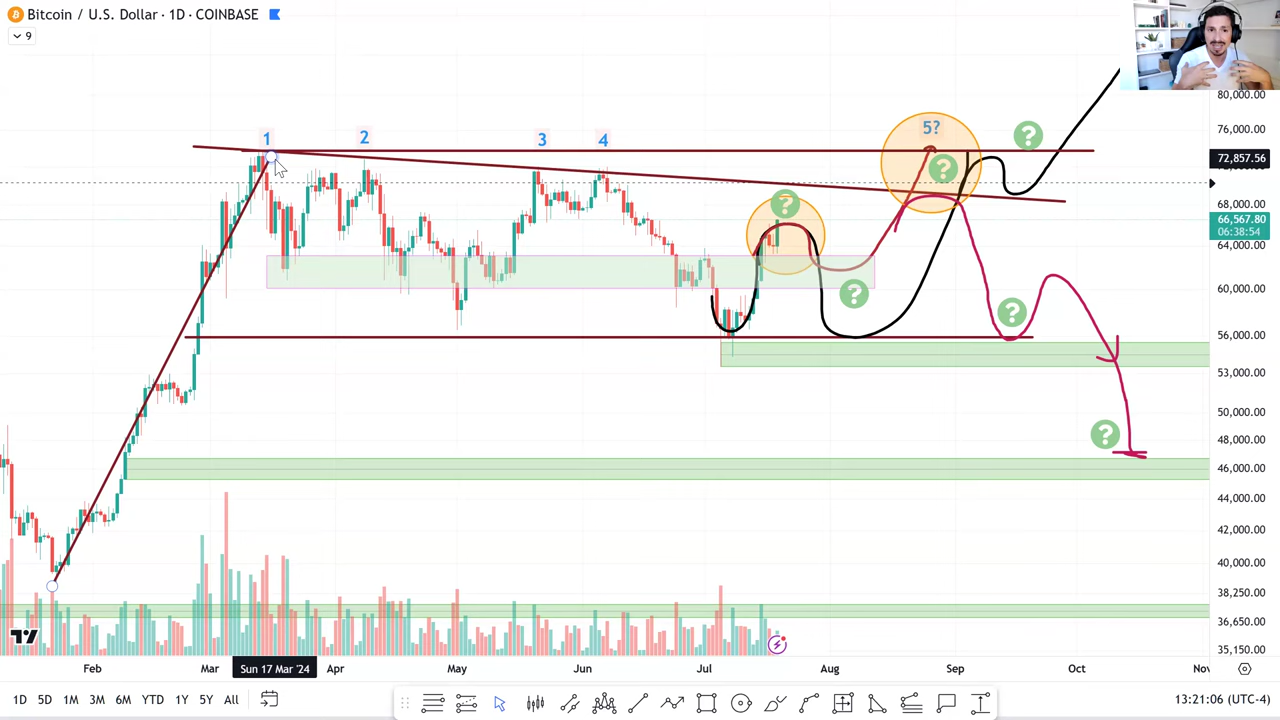 Bitcoin / U.S. Dollar · 1D · COINBASE
9
1
2
3
4
5?
?
?
?
?
?
?
80,000.00
76,000.00
72,857.56
68,000.00
66,567.80
06:38:54
64,000.00
60,000.00
56,000.00
53,000.00
50,000.00
48,000.00
46,000.00
44,000.00
42,000.00
40,000.00
38,250.00
36,650.00
35,150.00
Feb
Mar
Sun 17 Mar '24
Apr
May
Jun
Jul
Aug
Sep
Oct
Nov
1D 5D 1M 3M 6M YTD 1Y 5Y All
13:21:06 (UTC-4)